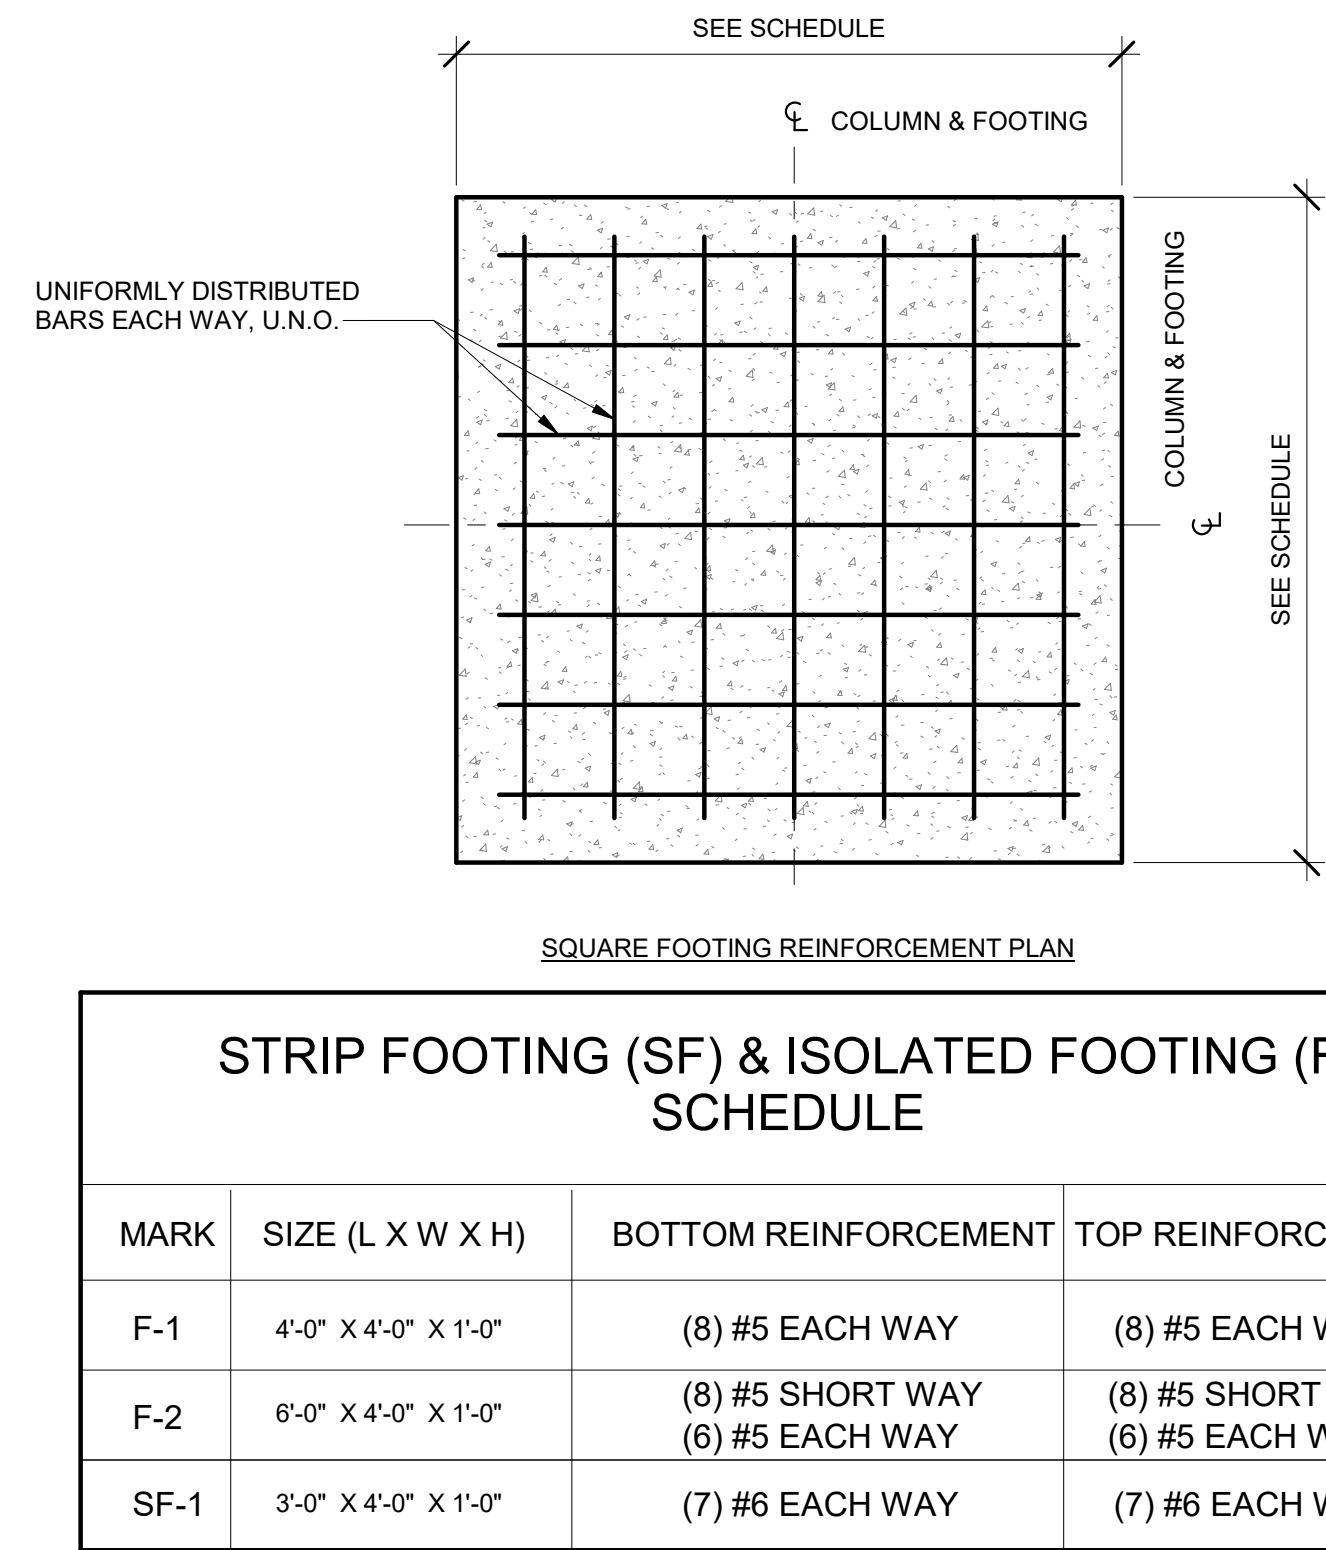 SEE SCHEDULE
℄ COLUMN & FOOTING
UNIFORMLY DISTRIBUTED
BARS EACH WAY, U.N.O.
COLUMN & FOOTING
℄
SEE SCHEDULE
SQUARE FOOTING REINFORCEMENT PLAN
STRIP FOOTING (SF) & ISOLATED FOOTING (F
SCHEDULE
MARK SIZE (L X W X H) BOTTOM REINFORCEMENT TOP REINFORC
F-1 4'-0" X 4'-0" X 1'-0" (8) #5 EACH WAY (8) #5 EACH W
F-2 6'-0" X 4'-0" X 1'-0" (8) #5 SHORT WAY (8) #5 SHORT
(6) #5 EACH WAY (6) #5 EACH W
SF-1 3'-0" X 4'-0" X 1'-0" (7) #6 EACH WAY (7) #6 EACH W